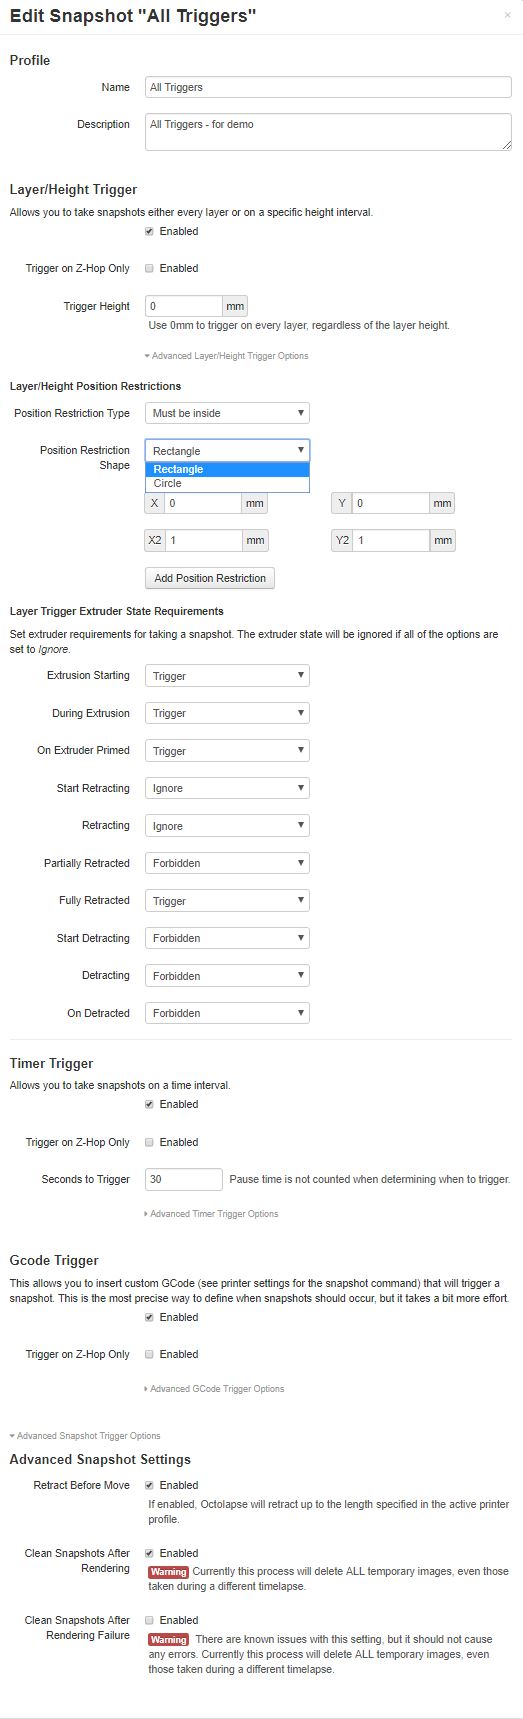 Edit Snapshot "All Triggers"
×
Profile
Name
All Triggers
Description
All Triggers - for demo
Layer/Height Trigger
Allows you to take snapshots either every layer or on a specific height interval.
Enabled
Trigger on Z-Hop Only
Enabled
Trigger Height
0
mm
Use 0mm to trigger on every layer, regardless of the layer height.
Advanced Layer/Height Trigger Options
Layer/Height Position Restrictions
Position Restriction Type
Must be inside
Position Restriction
Shape
Rectangle
Rectangle
Circle
X 0 mm
Y 0 mm
X2 1 mm
Y2 1 mm
Add Position Restriction
Layer Trigger Extruder State Requirements
Set extruder requirements for taking a snapshot. The extruder state will be ignored if all of the options are
set to Ignore.
Extrusion Starting
Trigger
During Extrusion
Trigger
On Extruder Primed
Trigger
Start Retracting
Ignore
Retracting
Ignore
Partially Retracted
Forbidden
Fully Retracted
Trigger
Start Detracting
Forbidden
Detracting
Forbidden
On Detracted
Forbidden
Timer Trigger
Allows you to take snapshots on a time interval.
Enabled
Trigger on Z-Hop Only
Enabled
Seconds to Trigger
30
Pause time is not counted when determining when to trigger.
Advanced Timer Trigger Options
Gcode Trigger
This allows you to insert custom GCode (see printer settings for the snapshot command) that will trigger a
snapshot. This is the most precise way to define when snapshots should occur, but it takes a bit more effort.
Enabled
Trigger on Z-Hop Only
Enabled
Advanced GCode Trigger Options
Advanced Snapshot Trigger Options
Advanced Snapshot Settings
Retract Before Move
Enabled
If enabled, Octolapse will retract up to the length specified in the active printer
profile.
Clean Snapshots After
Rendering
Enabled
Warning Currently this process will delete ALL temporary images, even those
taken during a different timelapse.
Clean Snapshots After
Rendering Failure
Enabled
Warning There are known issues with this setting, but it should not cause
any errors. Currently this process will delete ALL temporary images, even
those taken during a different timelapse.